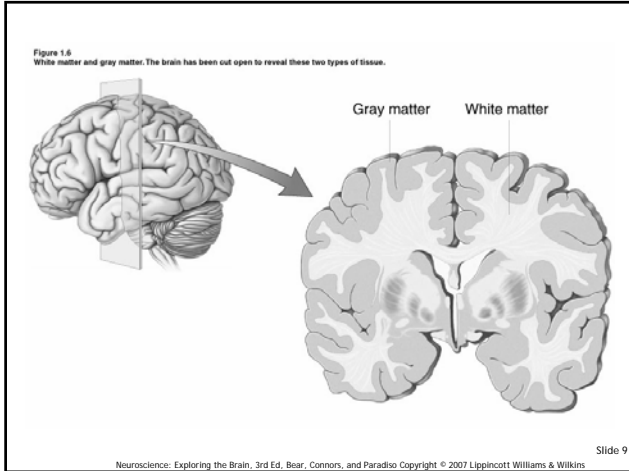 Figure 1.6
White matter and gray matter. The brain has been cut open to reveal these two types of tissue.
Gray matter White matter
Slide 9
Neuroscience: Exploring the Brain, 3rd Ed, Bear, Connors, and Paradiso Copyright © 2007 Lippincott Williams & Wilkins